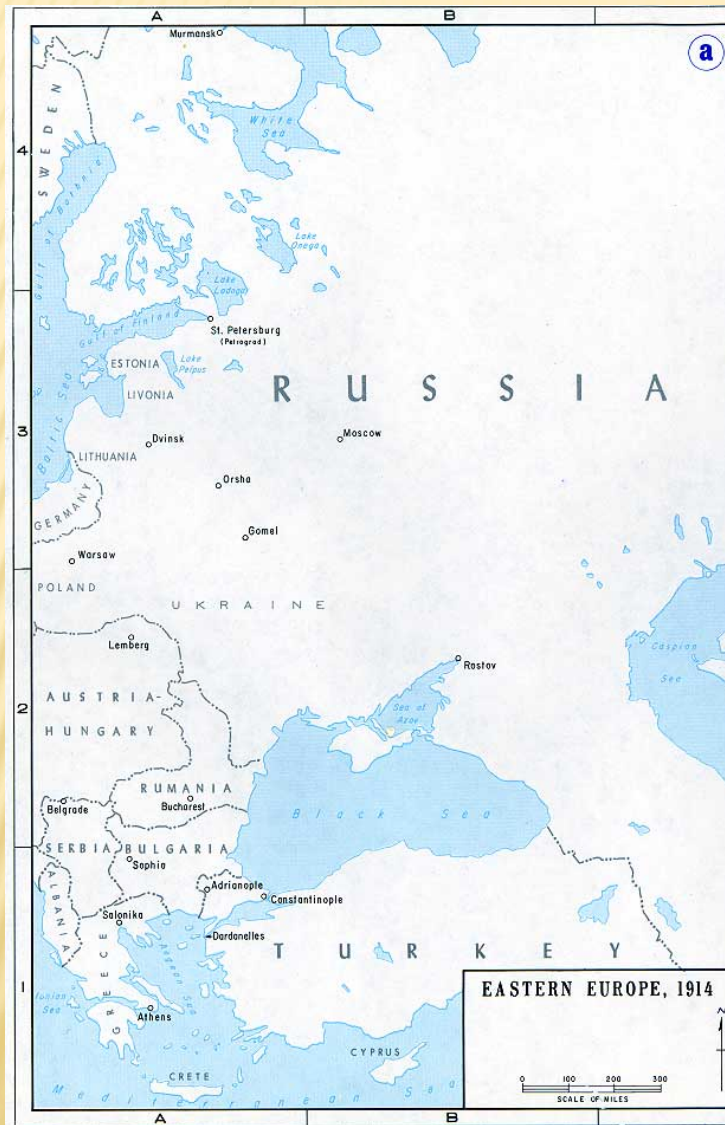 A
B
a
Murmansk
SWEDEN
White
Sea
4
Gulf of Bothnia
Lake
Onega
Lake
Ladoga
Gulf of Finland
St. Petersburg
(Petrograd)
ESTONIA
Lake
Peipus
LIVONIA
Baltic Sea
RUSSIA
3
Moscow
Dvinsk
LITHUANIA
Orsha
GERMANY
Gomel
Warsaw
POLAND
UKRAINE
Lemberg
Rostov
Caspian
Sea
AUSTRIA-
HUNGARY
2
Sea of
Azov
RUMANIA
Bucharest
Belgrade
Black Sea
SERBIA
BULGARIA
Sophia
ALBANIA
Adrianople
Constantinople
Salonika
Dardanelles
TURKEY
GREECE
Aegean Sea
1
Ionian
Sea
Athens
EASTERN EUROPE, 1914
N
CYPRUS
CRETE
Mediterranean Sea
0 100 200 300
SCALE OF MILES
A
B